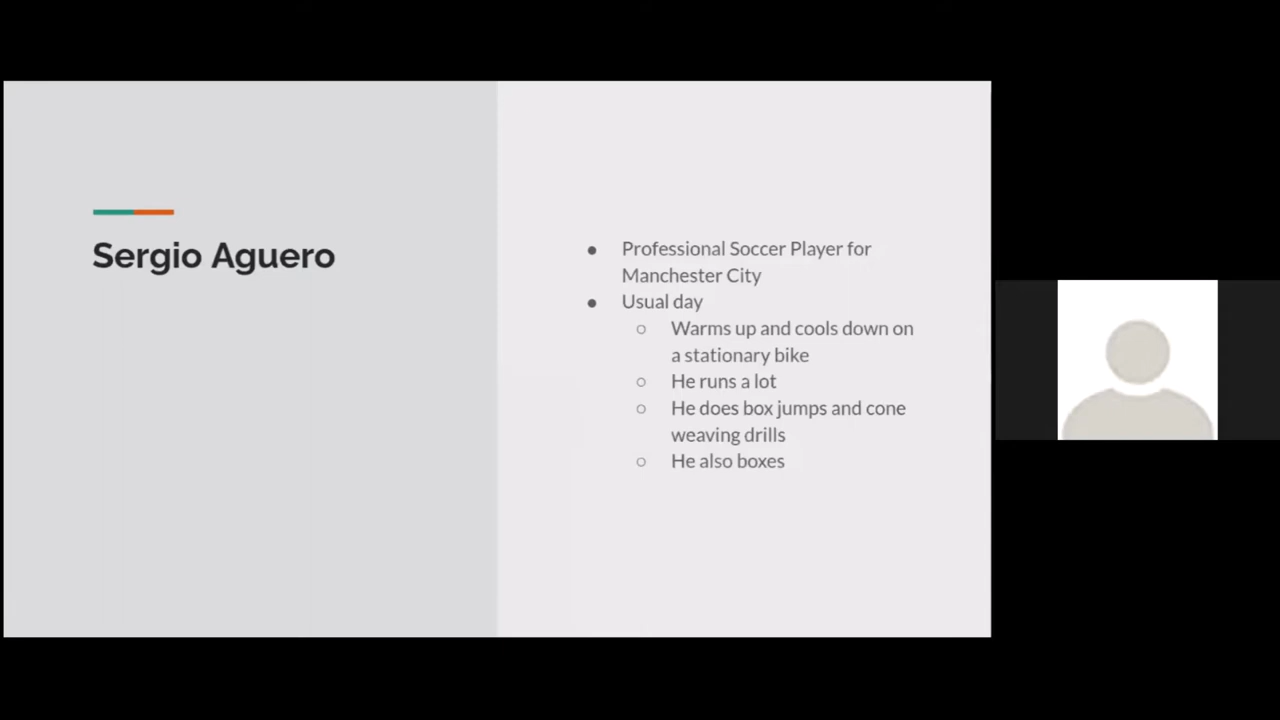 Sergio Aguero
● Professional Soccer Player for
Manchester City
● Usual day
○ Warms up and cools down on
a stationary bike
○ He runs a lot
○ He does box jumps and cone
weaving drills
○ He also boxes